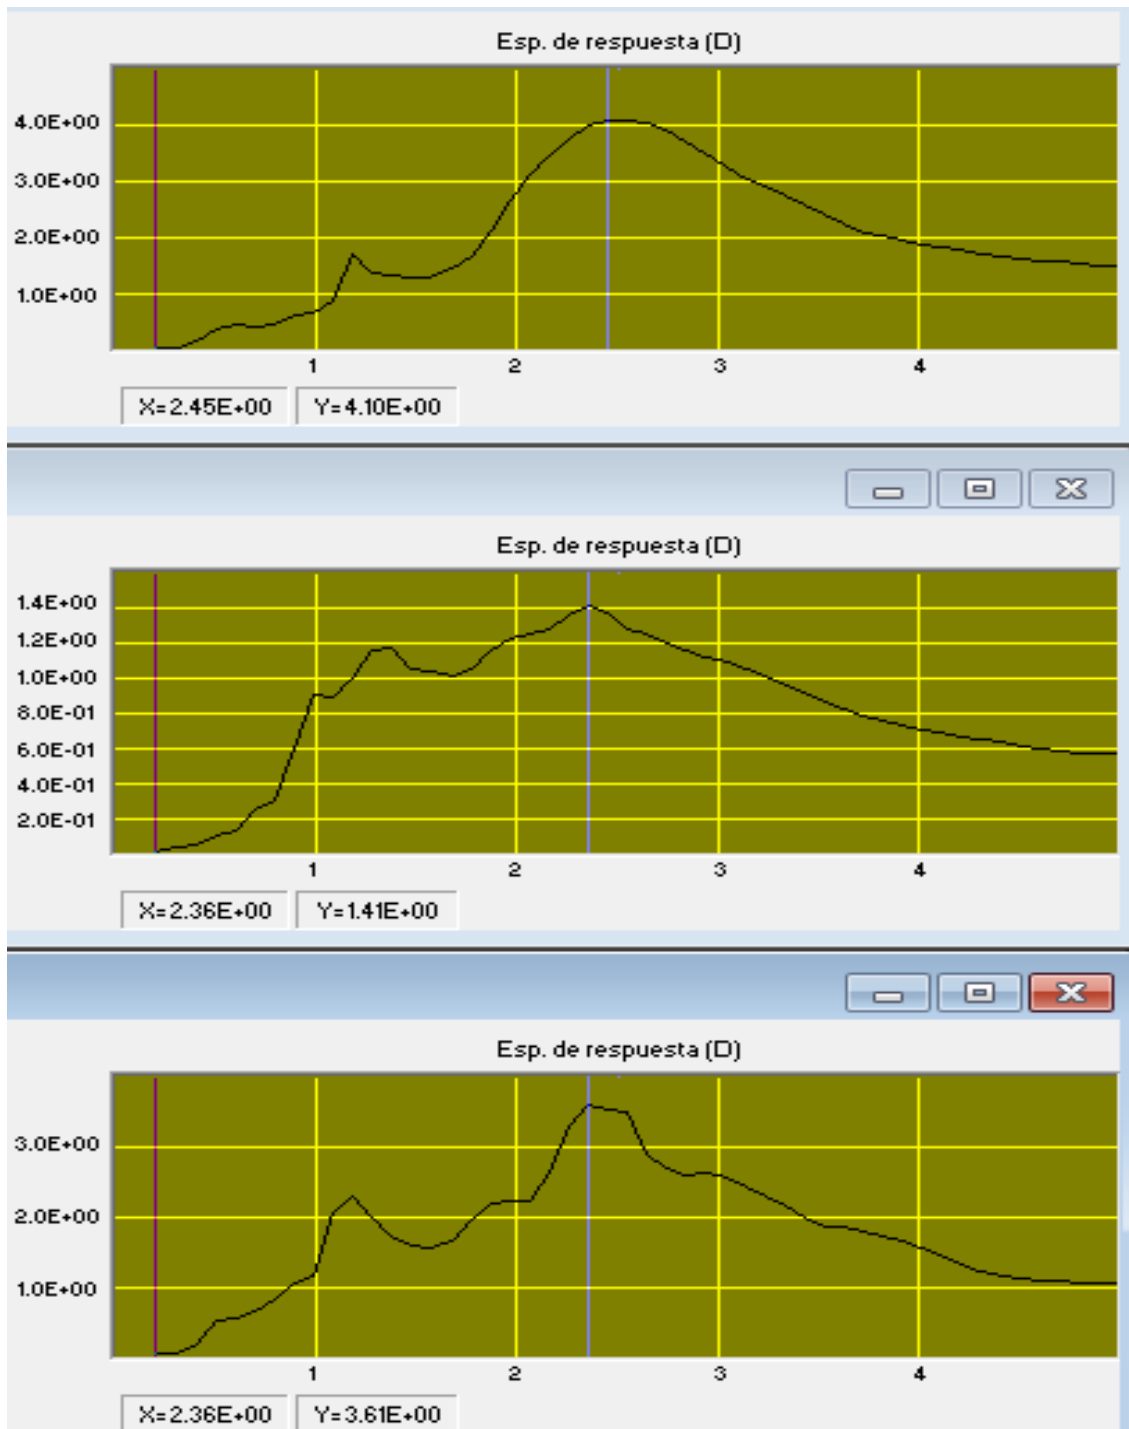 Esp. de respuesta (D)
4.0E+00
3.0E+00
2.0E+00
1.0E+00
1 2 3 4
X=2.45E+00 Y=4.10E+00
Esp. de respuesta (D)
1.4E+00
1.2E+00
1.0E+00
8.0E-01
6.0E-01
4.0E-01
2.0E-01
1 2 3 4
X=2.36E+00 Y=1.41E+00
Esp. de respuesta (D)
3.0E+00
2.0E+00
1.0E+00
1 2 3 4
X=2.36E+00 Y=3.61E+00